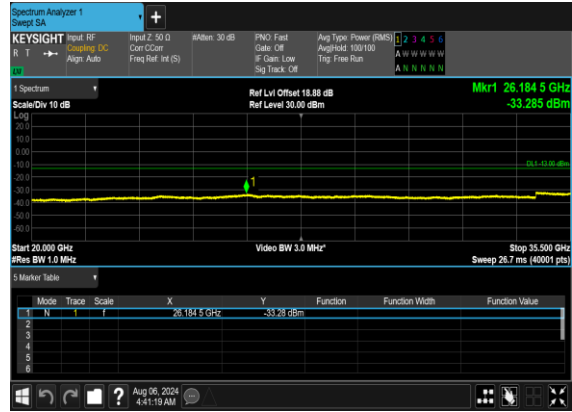 Spectrum Analyzer 1
Swept SA
+
KEYSIGHT
R T
Input: RF
Coupling: DC
Align: Auto
Input Z: 50 Ω
Corr CCorr
Freq Ref: Int (S)
#Atten: 30 dB
PNO: Fast
Gate: Off
IF Gain: Low
Sig Track: Off
Avg Type: Power (RMS)
Avg|Hold: 100/100
Trig: Free Run
1 2 3 4 5 6
A W W W W W
A N N N N N
1 Spectrum
Scale/Div 10 dB
Ref Lvl Offset 18.88 dB
Ref Level 30.00 dBm
Mkr1 26.184 5 GHz
-33.285 dBm
Log
20.0
10.0
0.00
-10.0
-20.0
-30.0
-40.0
-50.0
-60.0
1
DL1 -13.00 dBm
Start 20.000 GHz
#Res BW 1.0 MHz
Video BW 3.0 MHz*
Stop 35.500 GHz
Sweep 26.7 ms (40001 pts)
5 Marker Table
Mode Trace Scale X Y Function Function Width Function Value
1 N 1 f 26.184 5 GHz -33.28 dBm
2
3
4
5
6
?
Aug 06, 2024
4:41:19 AM